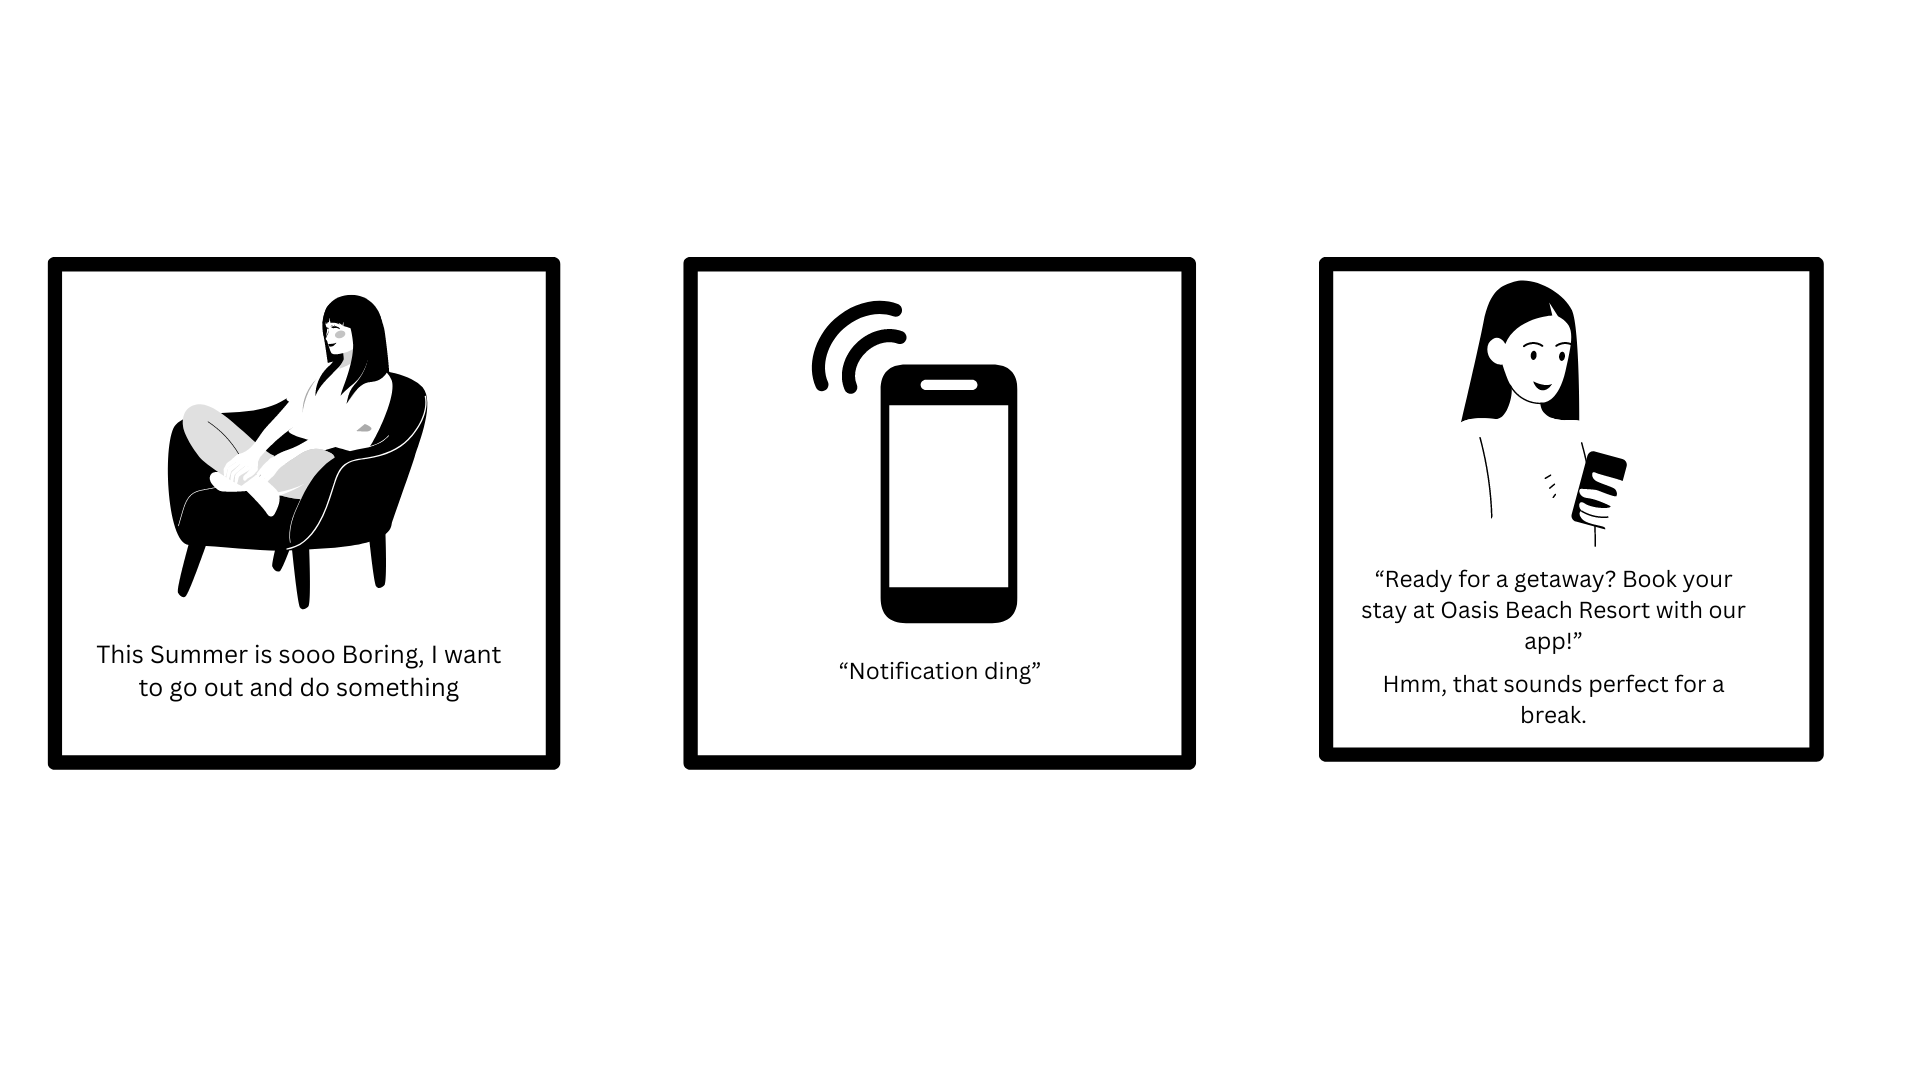 This Summer is sooo Boring, I want
to go out and do something
“Notification ding”
“Ready for a getaway? Book your
stay at Oasis Beach Resort with our
app!”
Hmm, that sounds perfect for a
break.